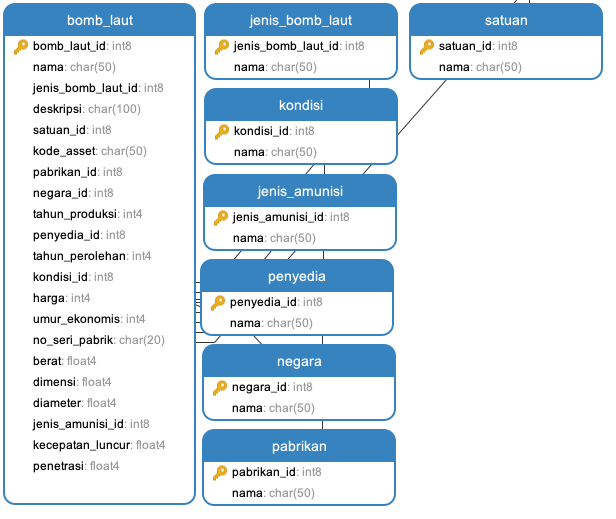 bomb_laut
bomb_laut_id: int8
nama: char(50)
jenis_bomb_laut_id: int8
deskripsi: char(100)
satuan_id: int8
kode_asset: char(50)
pabrikan_id: int8
negara_id: int8
tahun_produksi: int4
penyedia_id: int8
tahun_perolehan: int4
kondisi_id: int8
harga: int4
umur_ekonomis: int4
no_seri_pabrik: char(20)
berat: float4
dimensi: float4
diameter: float4
jenis_amunisi_id: int8
kecepatan_luncur: float4
penetrasi: float4
jenis_bomb_laut
jenis_bomb_laut_id: int8
nama: char(50)
kondisi
kondisi_id: int8
nama: char(50)
jenis_amunisi
jenis_amunisi_id: int8
nama: char(50)
penyedia
penyedia_id: int8
nama: char(50)
negara
negara_id: int8
nama: char(50)
pabrikan
pabrikan_id: int8
nama: char(50)
satuan
satuan_id: int8
nama: char(50)